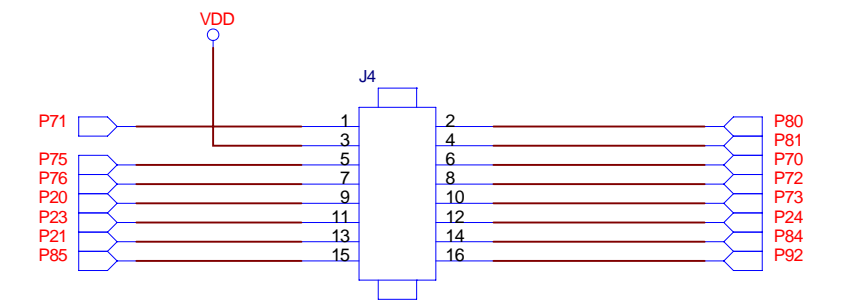 VDD
J4
P71 1 2 P80
3 4 P81
P75 5 6 P70
P76 7 8 P72
P20 9 10 P73
P23 11 12 P24
P21 13 14 P84
P85 15 16 P92